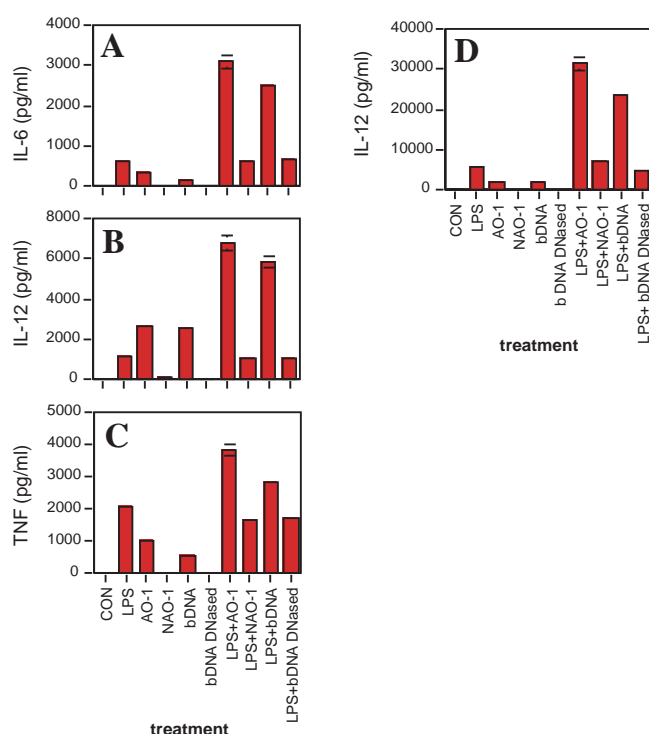 A
IL-6 (pg/ml)
4000
3000
2000
1000
0
B
IL-12 (pg/ml)
8000
6000
4000
2000
0
C
TNF (pg/ml)
5000
4000
3000
2000
1000
0
CON
LPS
AO-1
NAO-1
bDNA
bDNA DNased
LPS+AO-1
LPS+NAO-1
LPS+bDNA
LPS+bDNA DNased
treatment
D
IL-12 (pg/ml)
40000
30000
20000
10000
0
CON
LPS
AO-1
NAO-1
bDNA
b DNA DNased
LPS+AO-1
LPS+NAO-1
LPS+bDNA
LPS+ bDNA DNased
treatment